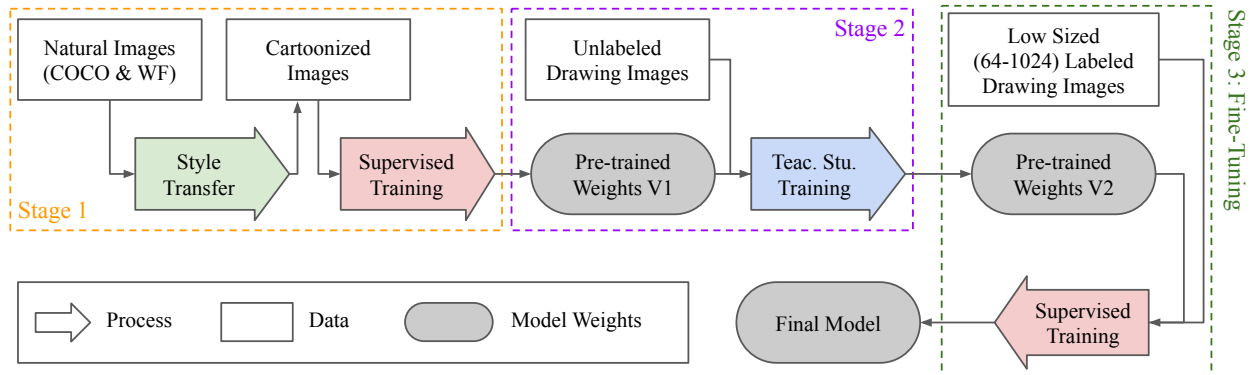 Natural Images
(COCO & WF)
Cartoonized
Images
Style
Transfer
Supervised
Training
Stage 1
Stage 2
Unlabeled
Drawing Images
Pre-trained
Weights V1
Teac. Stu.
Training
Low Sized
(64-1024) Labeled
Drawing Images
Pre-trained
Weights V2
Stage 3: Fine-Tuning
Supervised
Training
Final Model
Process
Data
Model Weights